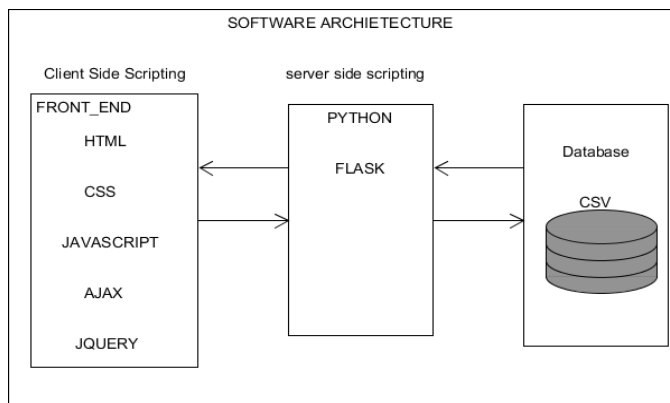 SOFTWARE ARCHIETECTURE
Client Side Scripting
FRONT_END
HTML
CSS
JAVASCRIPT
AJAX
JQUERY
server side scripting
PYTHON
FLASK
Database
CSV